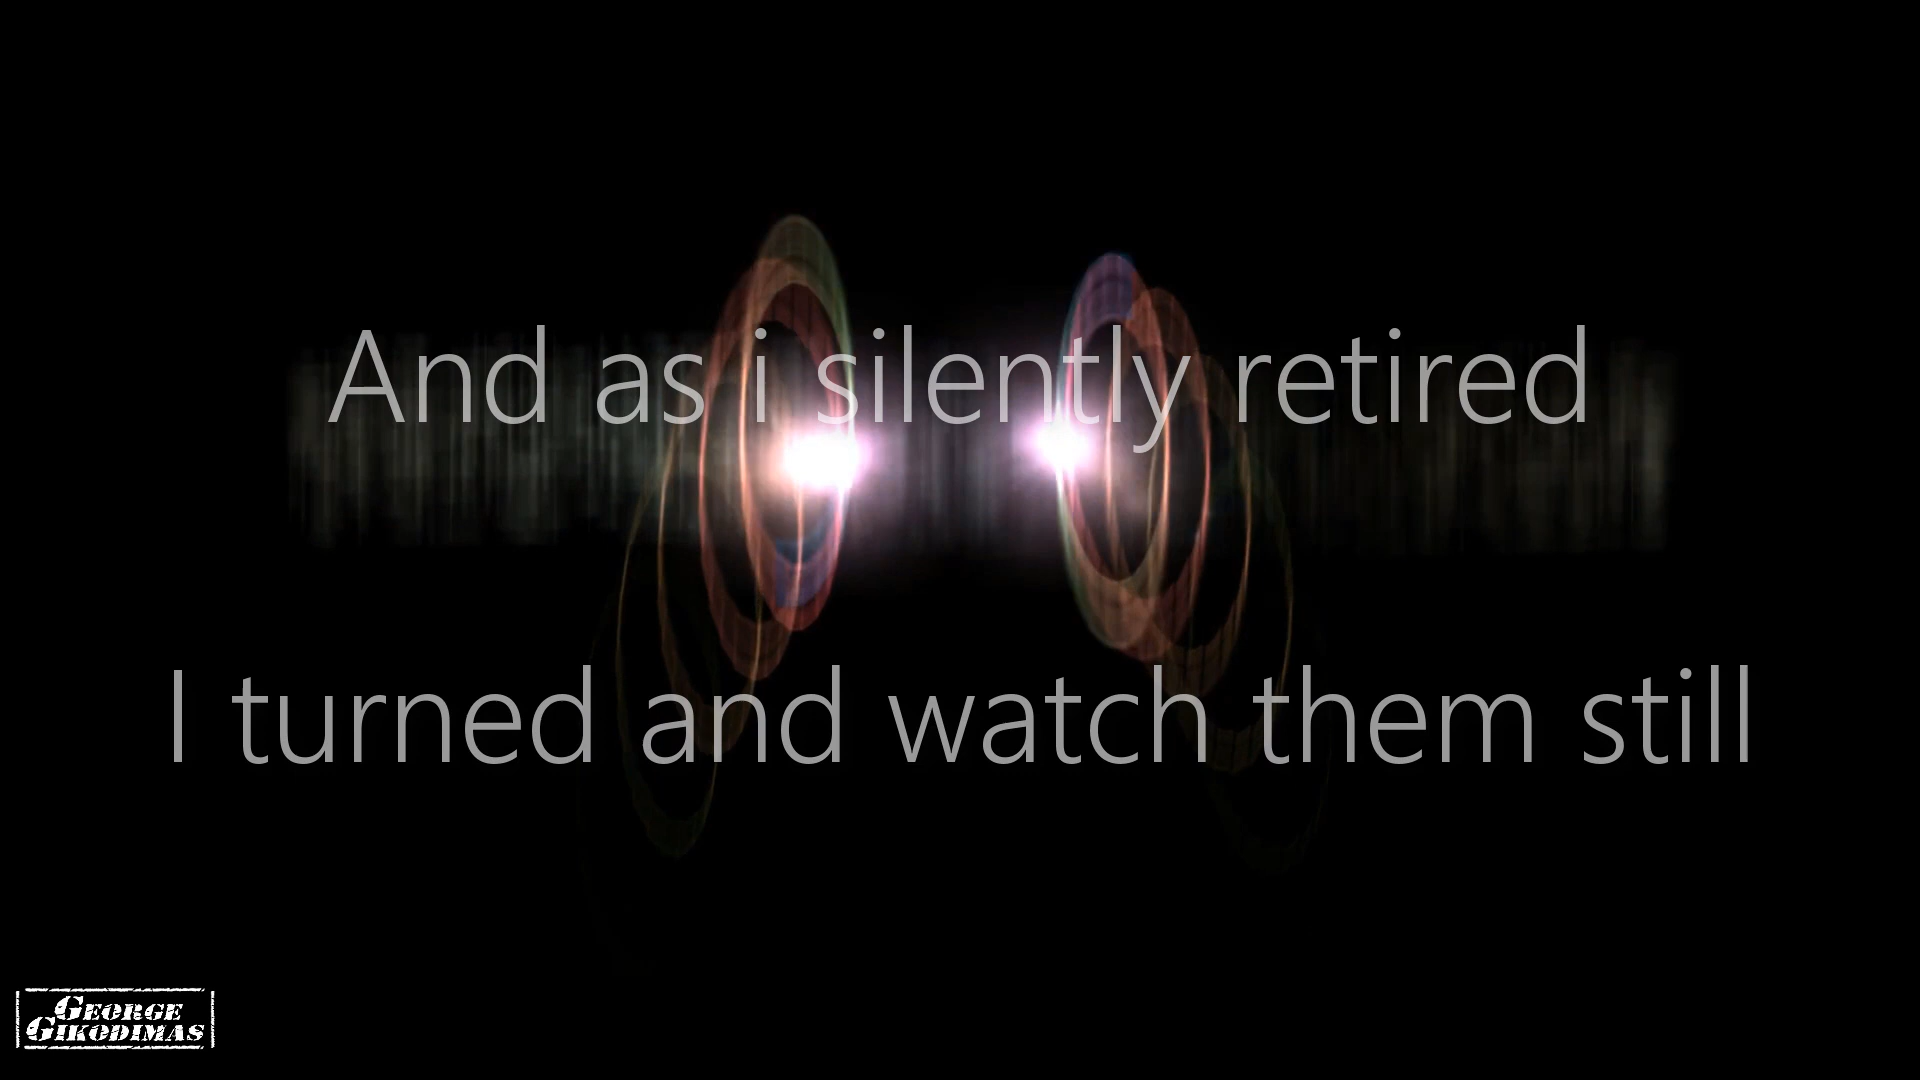 And as i silently retired
I turned and watch them still
GEORGE
GIKODIMAS